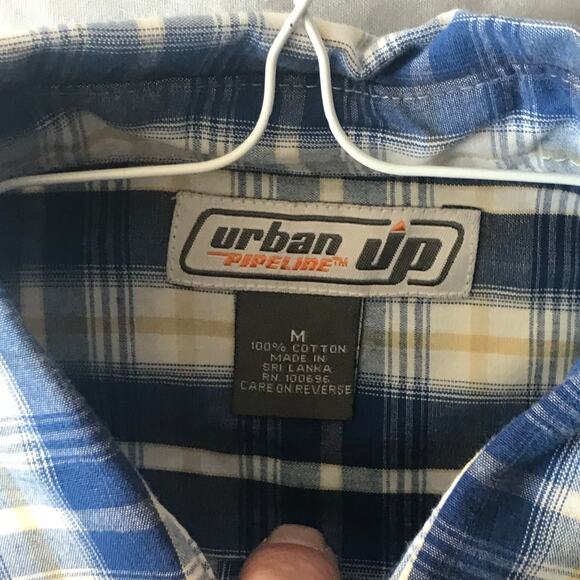 urban up
PIPELINE™
M
100% COTTON
MADE IN
SRI LANKA
RN 100696
CARE ON REVERSE